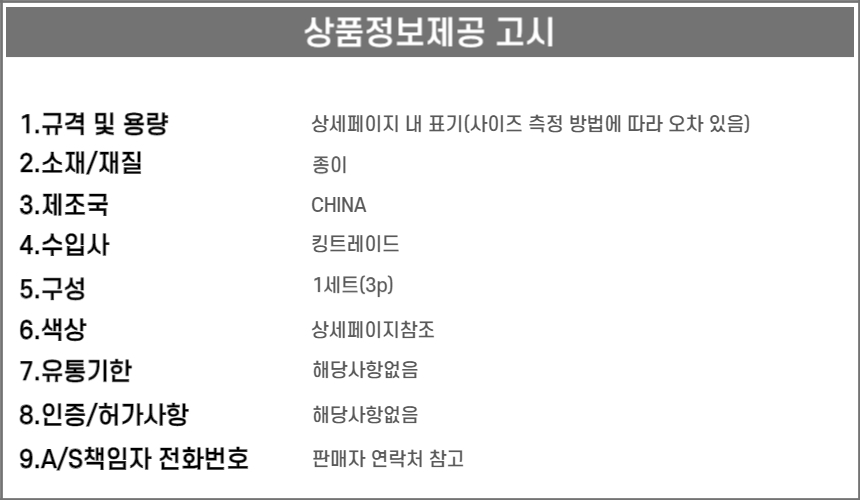 상품정보제공 고시
1.규격 및 용량 상세페이지 내 표기(사이즈 측정 방법에 따라 오차 있음)
2.소재/재질 종이
3.제조국 CHINA
4.수입사 킹트레이드
5.구성 1세트(3p)
6.색상 상세페이지참조
7.유통기한 해당사항없음
8.인증/허가사항 해당사항없음
9.A/S책임자 전화번호 판매자 연락처 참고